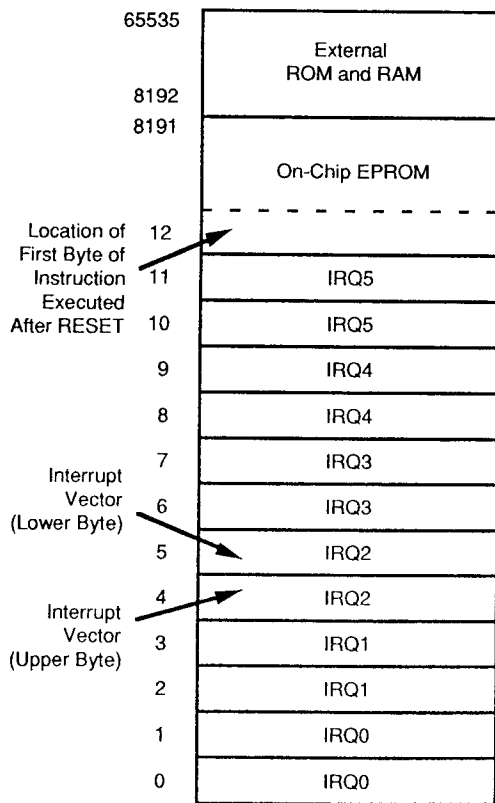 65535
External
ROM and RAM
8192
8191
On-Chip EPROM
Location of
First Byte of
Instruction
Executed
After RESET
12
11 IRQ5
10 IRQ5
9 IRQ4
8 IRQ4
7 IRQ3
Interrupt
Vector
(Lower Byte)
6 IRQ3
5 IRQ2
4 IRQ2
Interrupt
Vector
(Upper Byte)
3 IRQ1
2 IRQ1
1 IRQ0
0 IRQ0